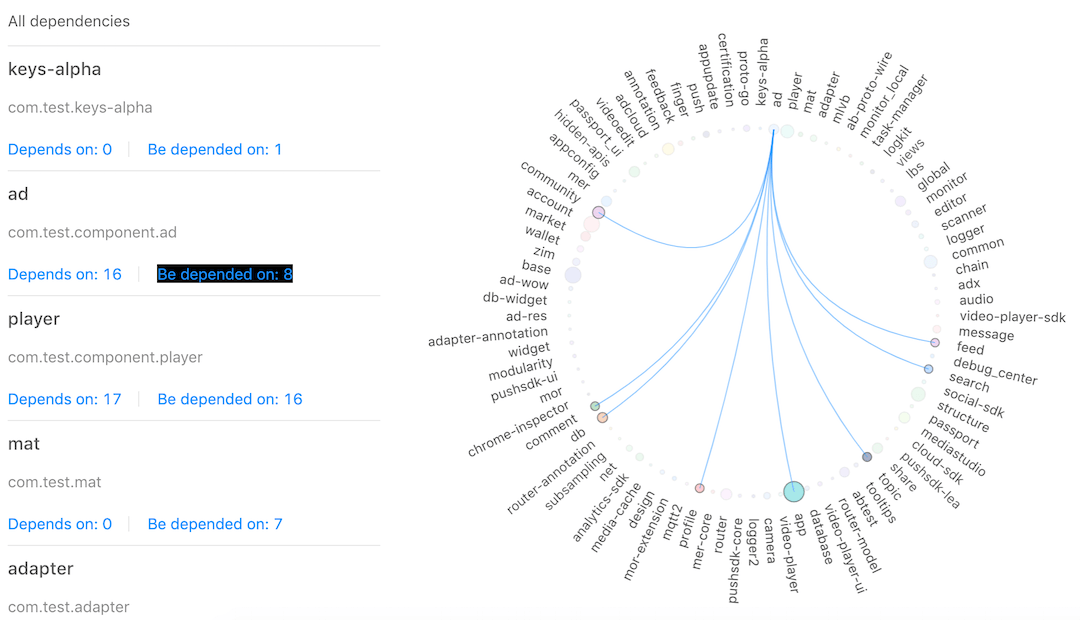 All dependencies
keys-alpha
com.test.keys-alpha
Depends on: 0
Be depended on: 1
ad
com.test.component.ad
Depends on: 16
Be depended on: 8
player
com.test.component.player
Depends on: 17
Be depended on: 16
mat
com.test.mat
Depends on: 0
Be depended on: 7
adapter
com.test.adapter
keys-alpha
ad
player
mat
adapter
mlvb
ab-proto-wire
monitor_local
task-manager
logkit
views
lbs
global
monitor
editor
scanner
logger
common
chain
adx
audio
video-player-sdk
message
feed
debug_center
search
social-sdk
structure
passport
mediastudio
cloud-sdk
pushsdk-lea
share
topic
tooltips
abtest
router-model
video-player-ui
database
app
video-player
camera
logger2
pushsdk-core
router
mer-core
profile
mqtt2
mor-extension
design
media-cache
analytics-sdk
net
subsampling
router-annotation
db
comment
chrome-inspector
mor
pushsdk-ui
modularity
widget
adapter-annotation
ad-res
db-widget
ad-wow
base
zim
wallet
market
account
community
mer
appconfig
hidden-apis
passport_ui
videoedit
adcloud
annotation
feedback
finger
push
appupdate
certification
proto-go